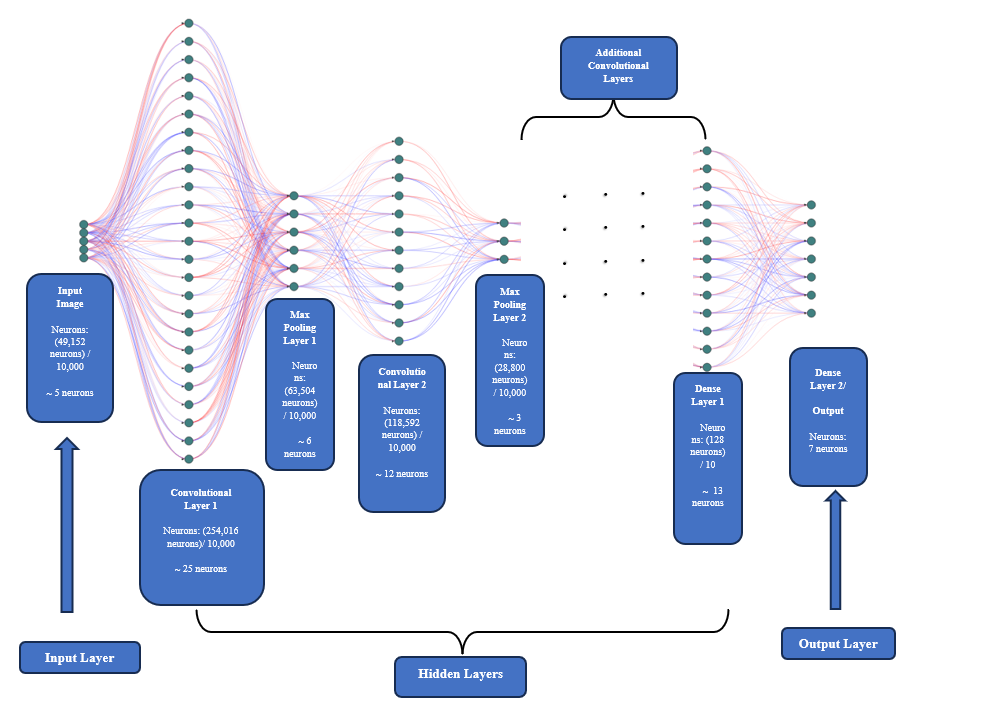 Additional
Convolutional
Layers
Input
Image
Neurons:
(49,152
neurons) /
10,000
~ 5 neurons
Convolutional
Layer 1
Neurons: (254,016
neurons)/ 10,000
~ 25 neurons
Max
Pooling
Layer 1
Neuro
ns:
(63,504
neurons)
/ 10,000
~ 6
neurons
Convolutio
nal Layer 2
Neurons:
(118,592
neurons) /
10,000
~ 12 neurons
Max
Pooling
Layer 2
Neuro
ns:
(28,800
neurons)
/ 10,000
~ 3
neurons
Dense
Layer 1
Neuro
ns: (128
neurons)
/ 10
~ 13
neurons
Dense
Layer 2/
Output
Neurons:
7 neurons
Input Layer
Hidden Layers
Output Layer